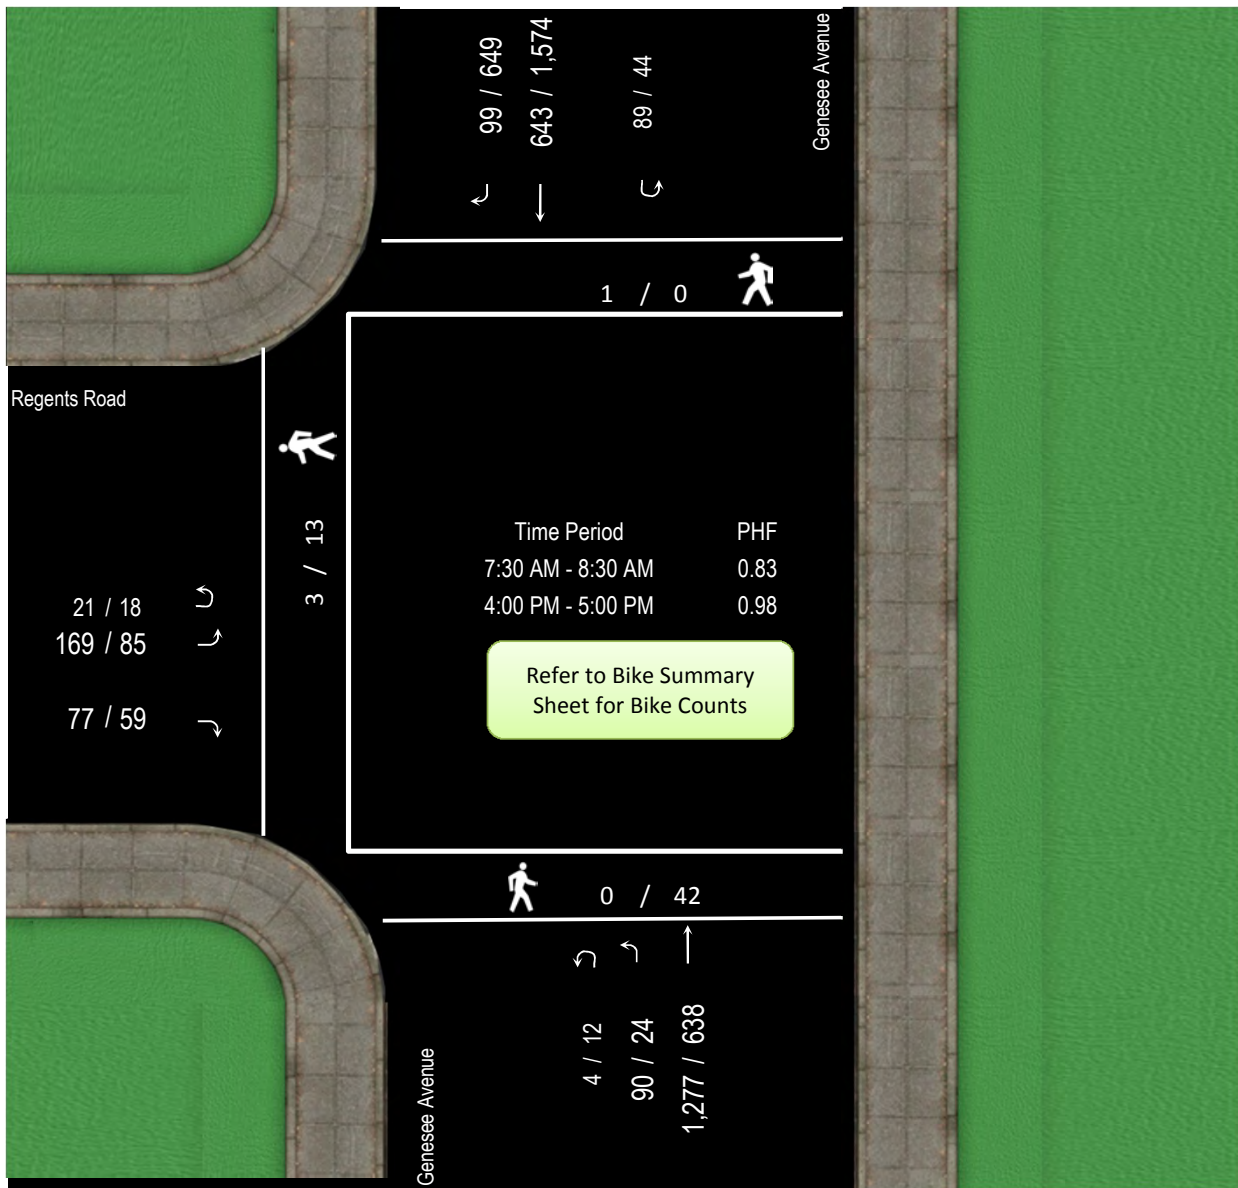 99 / 649
643 / 1,574
89 / 44
Genesee Avenue
1 / 0
Regents Road
3 / 13
Time Period PHF
7:30 AM - 8:30 AM 0.83
4:00 PM - 5:00 PM 0.98
21 / 18
169 / 85
77 / 59
Refer to Bike Summary
Sheet for Bike Counts
0 / 42
4 / 12
90 / 24
1,277 / 638
Genesee Avenue